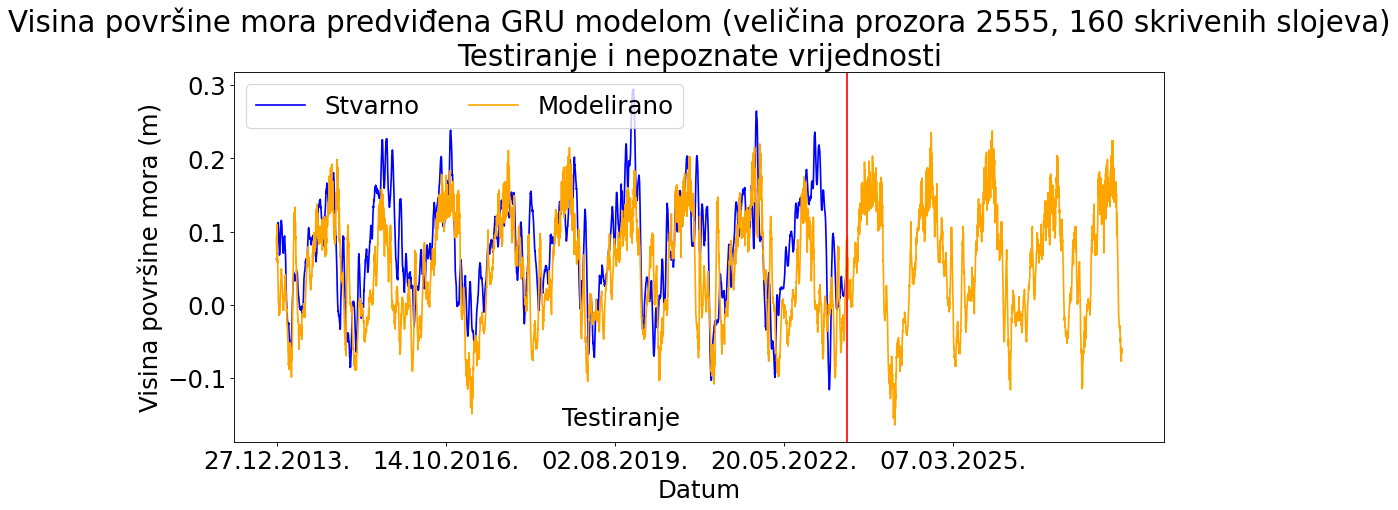 Visina površine mora predviđena GRU modelom (veličina prozora 2555, 160 skrivenih slojeva)
Testiranje i nepoznate vrijednosti
Stvarno Modelirano
Visina površine mora (m)
0.3
0.2
0.1
0.0
−0.1
Testiranje
27.12.2013. 14.10.2016. 02.08.2019. 20.05.2022. 07.03.2025.
Datum